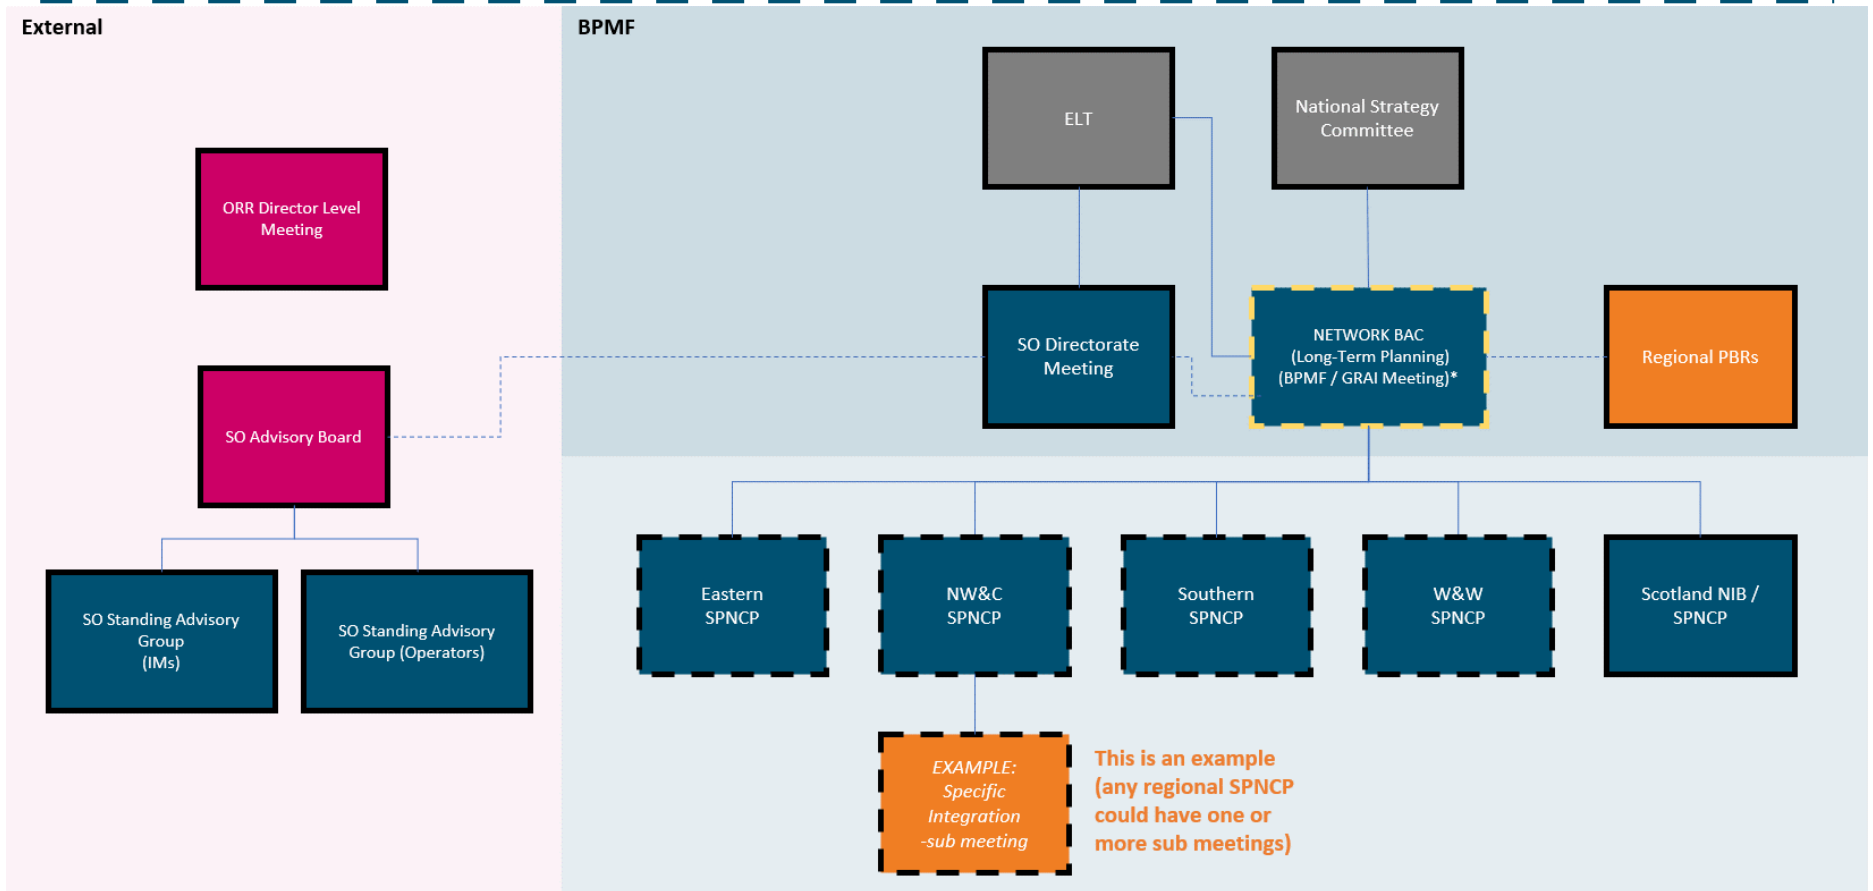 External
BPMF
ELT
National Strategy
Committee
ORR Director Level
Meeting
SO Directorate
Meeting
NETWORK BAC
(Long-Term Planning)
(BPMF / GRAI Meeting)*
Regional PBRs
SO Advisory Board
SO Standing Advisory
Group
(IMs)
SO Standing Advisory
Group (Operators)
Eastern
SPNCP
NW&C
SPNCP
Southern
SPNCP
W&W
SPNCP
Scotland NIB /
SPNCP
EXAMPLE:
Specific
Integration
-sub meeting
This is an example
(any regional SPNCP
could have one or
more sub meetings)